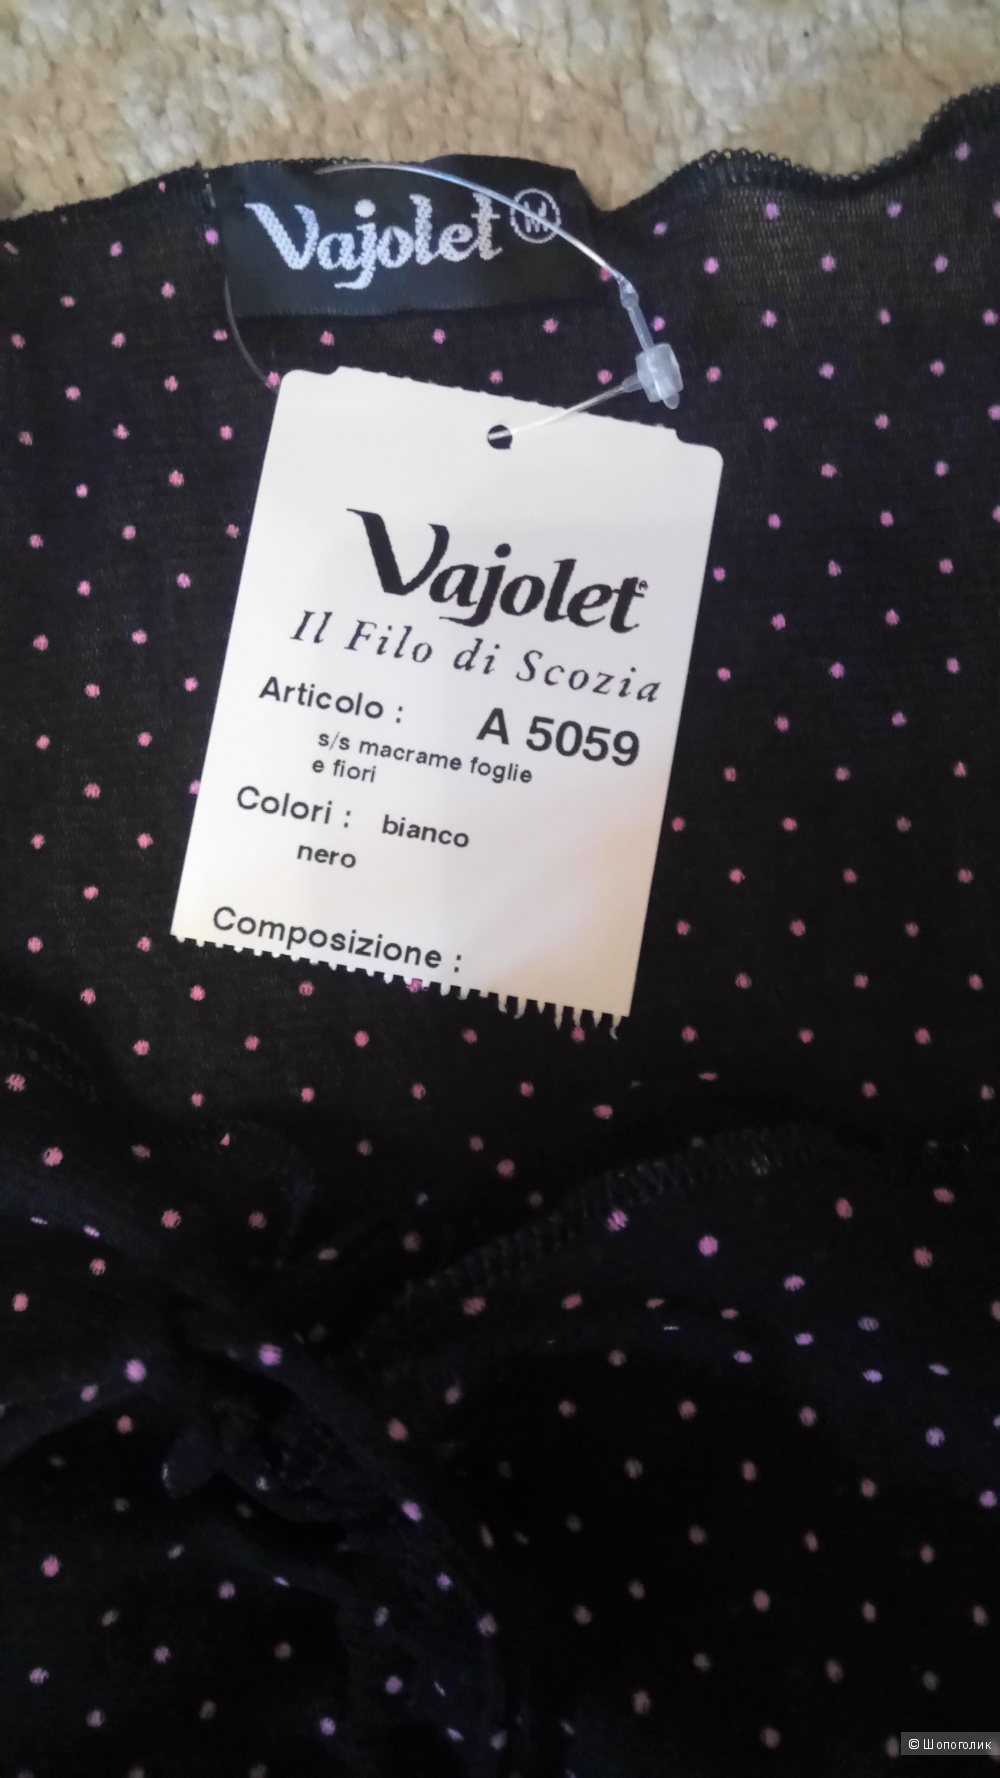 Vajolet M
Vajolet®
Il Filo di Scozia
Articolo : A 5059
s/s macrame foglie
e fiori
Colori : bianco
nero
Composizione :
© Шопоголик